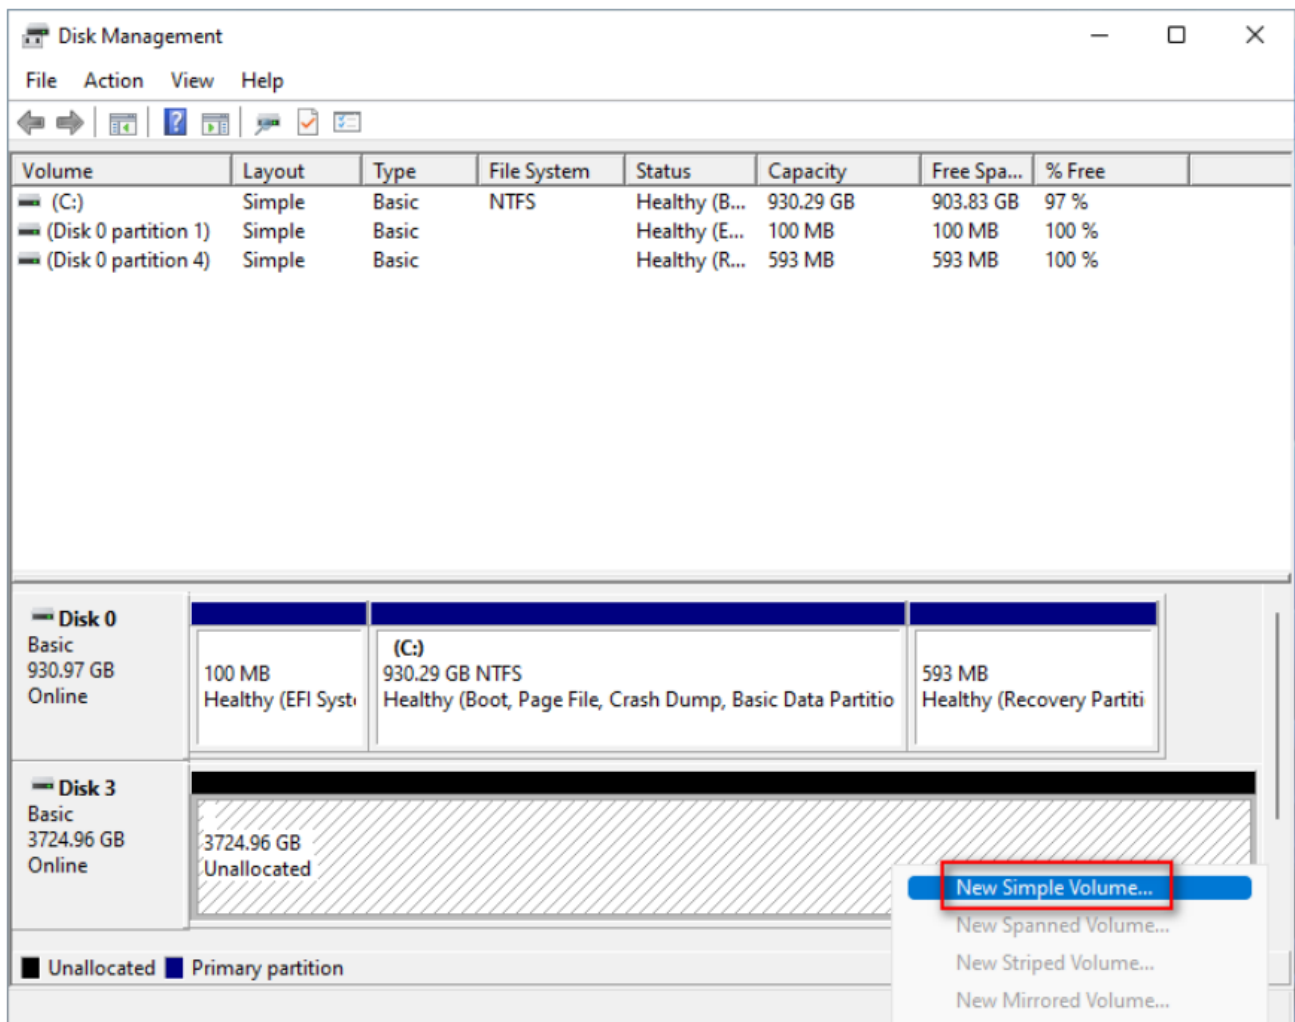 Disk Management
File Action View Help
Volume Layout Type File System Status Capacity Free Spa... % Free
(C:) Simple Basic NTFS Healthy (B... 930.29 GB 903.83 GB 97 %
(Disk 0 partition 1) Simple Basic Healthy (E... 100 MB 100 MB 100 %
(Disk 0 partition 4) Simple Basic Healthy (R... 593 MB 593 MB 100 %
Disk 0
Basic
930.97 GB
Online
100 MB
Healthy (EFI Syst
(C:)
930.29 GB NTFS
Healthy (Boot, Page File, Crash Dump, Basic Data Partitio
593 MB
Healthy (Recovery Partiti
Disk 3
Basic
3724.96 GB
Online
3724.96 GB
Unallocated
New Simple Volume...
New Spanned Volume...
New Striped Volume...
New Mirrored Volume...
Unallocated Primary partition